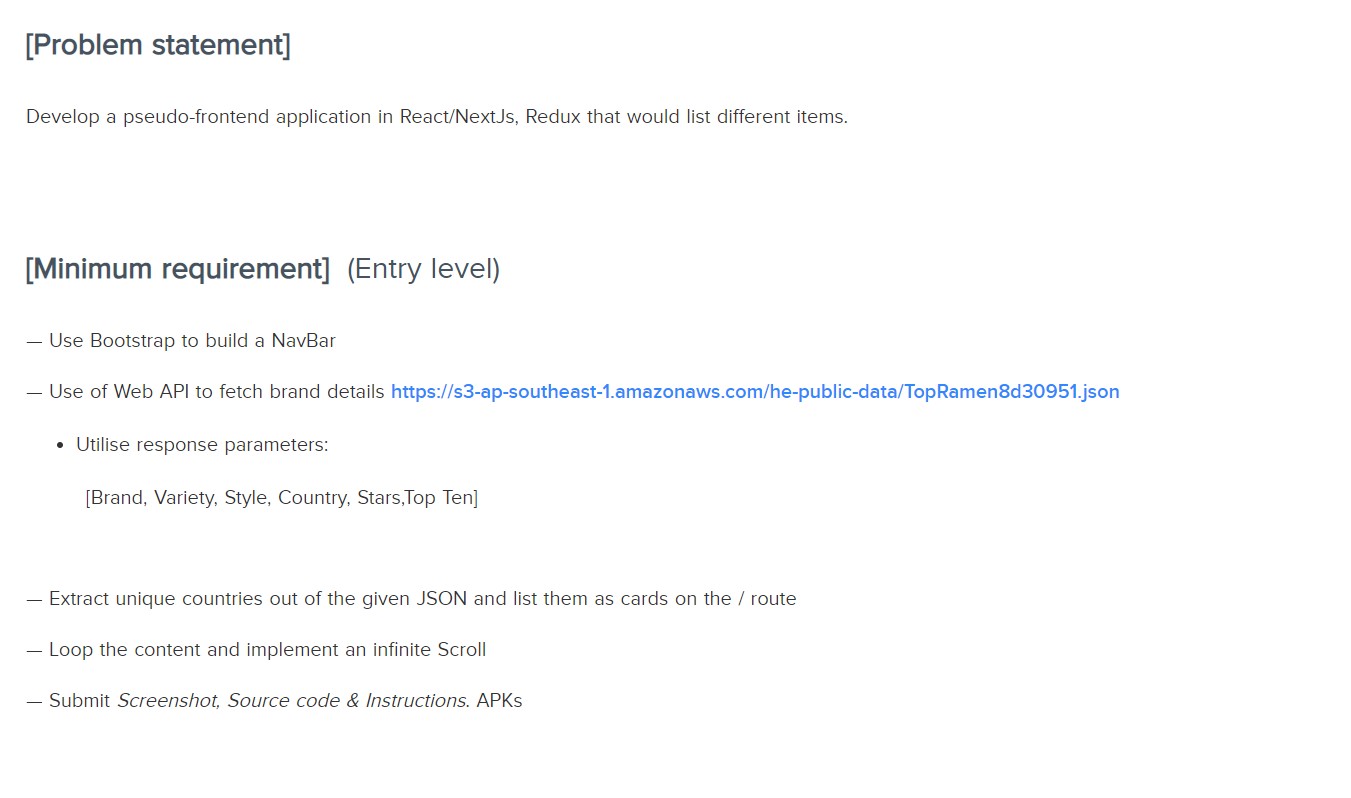 [Problem statement]
Develop a pseudo-frontend application in React/NextJs, Redux that would list different items.
[Minimum requirement] (Entry level)
— Use Bootstrap to build a NavBar
— Use of Web API to fetch brand details https://s3-ap-southeast-1.amazonaws.com/he-public-data/TopRamen8d30951.json
• Utilise response parameters:
[Brand, Variety, Style, Country, Stars,Top Ten]
— Extract unique countries out of the given JSON and list them as cards on the / route
— Loop the content and implement an infinite Scroll
— Submit Screenshot, Source code & Instructions. APKs